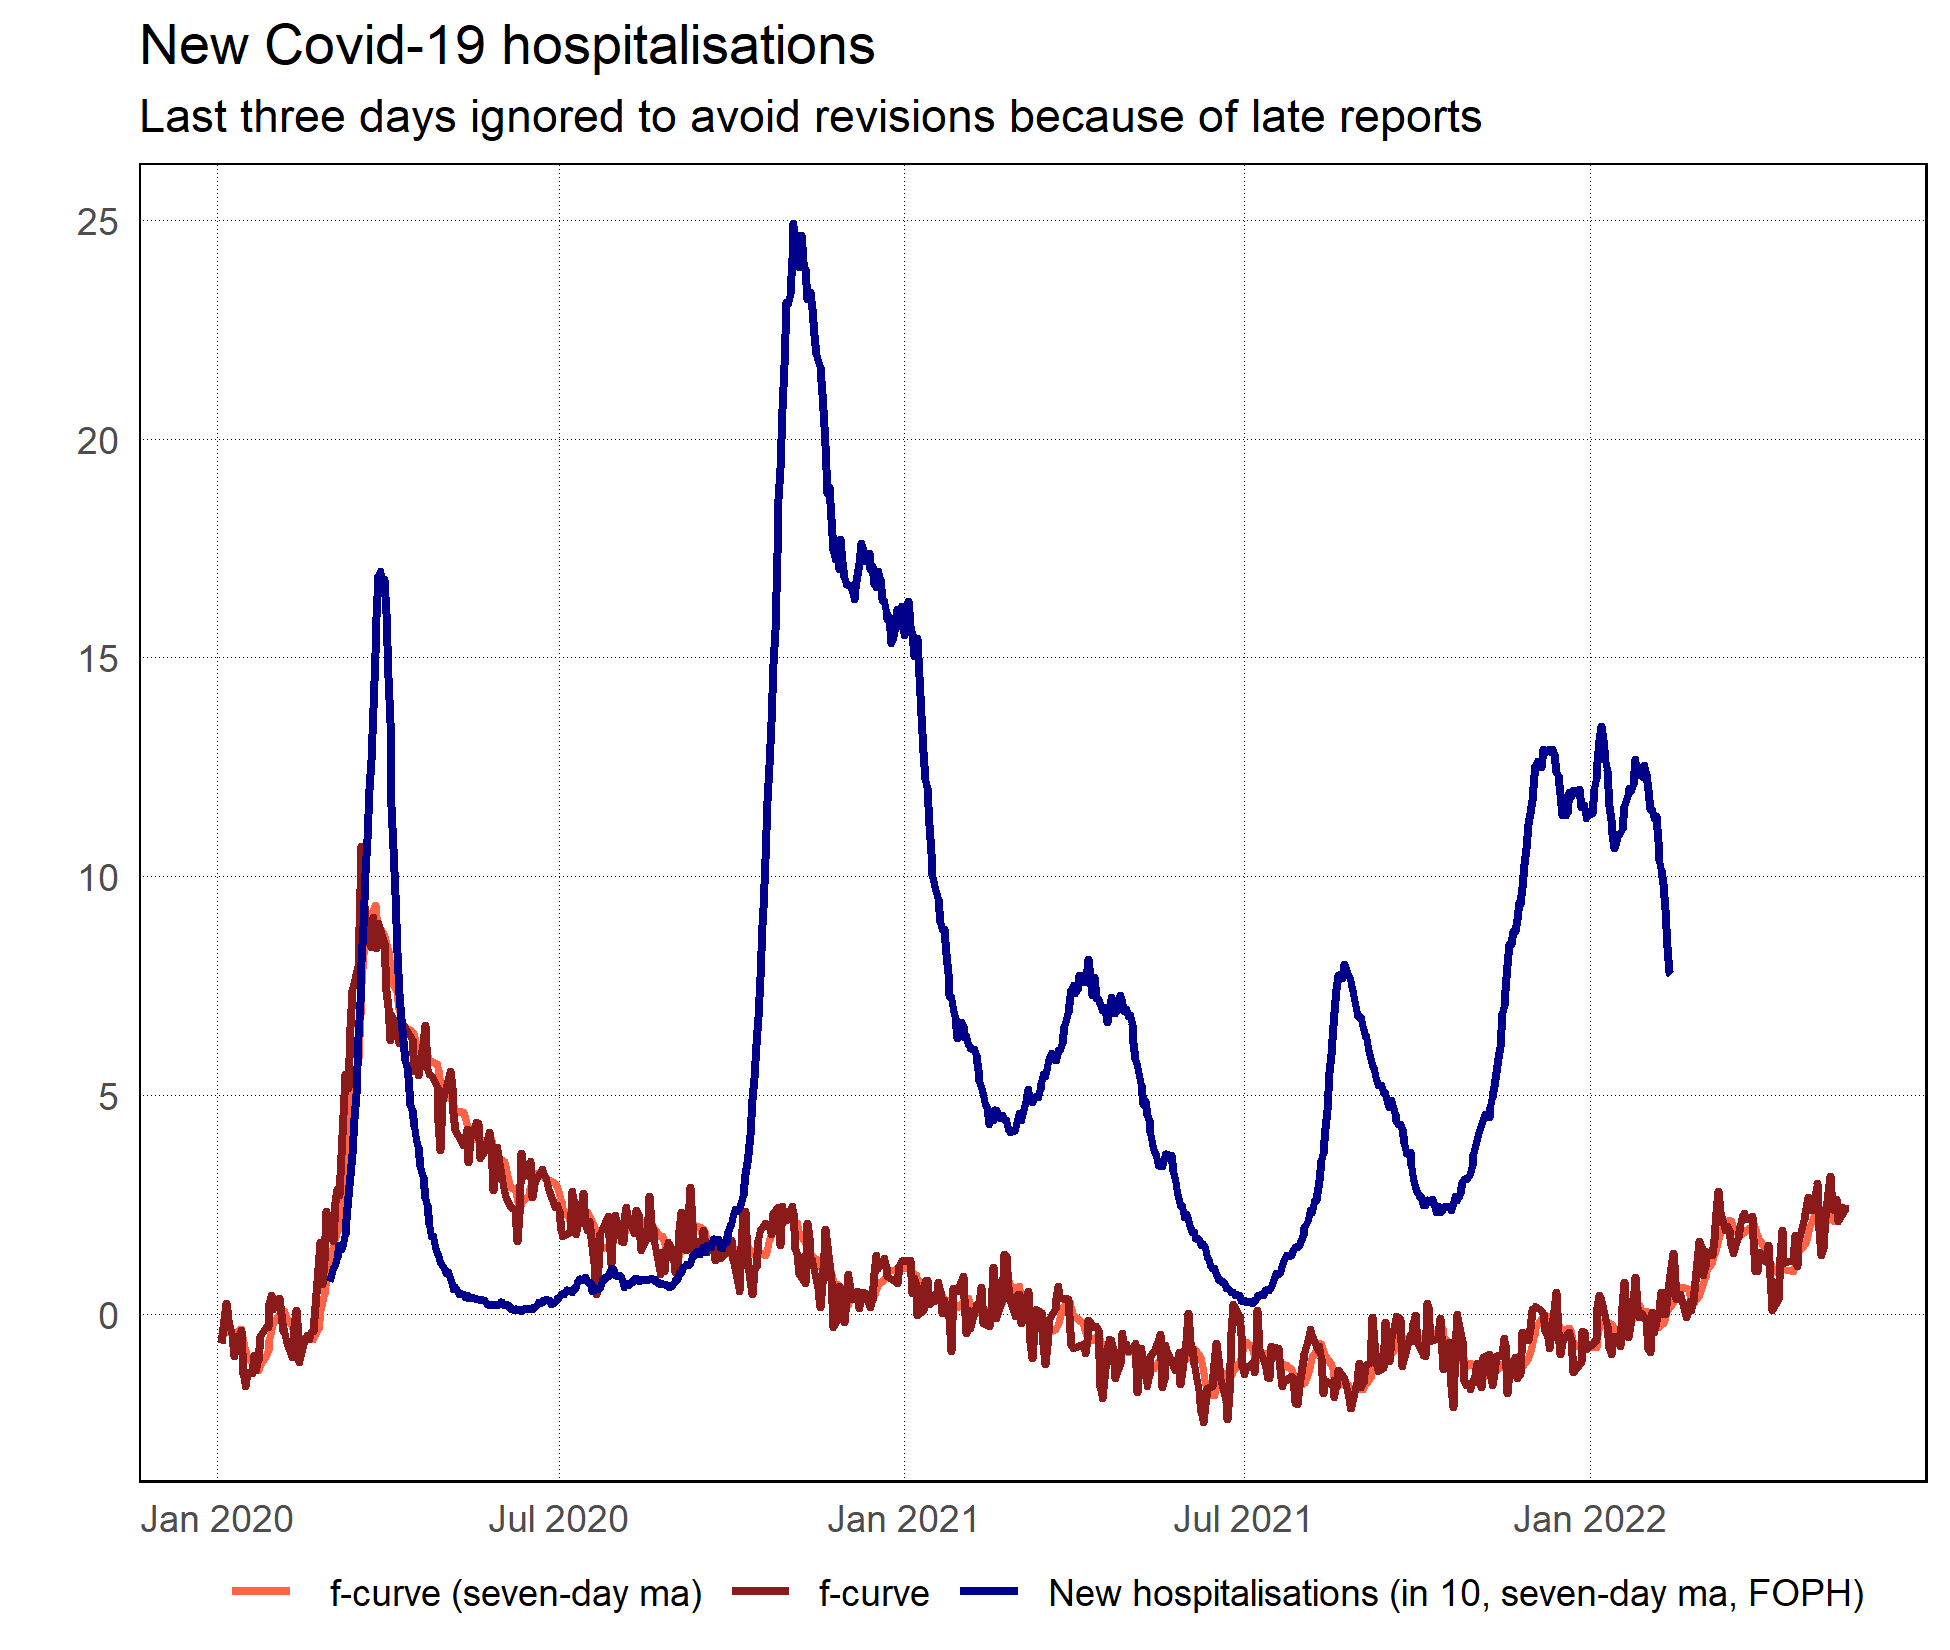 New Covid-19 hospitalisations
Last three days ignored to avoid revisions because of late reports
25
20
15
10
5
0
Jan 2020 Jul 2020 Jan 2021 Jul 2021 Jan 2022
f-curve (seven-day ma) f-curve New hospitalisations (in 10, seven-day ma, FOPH)